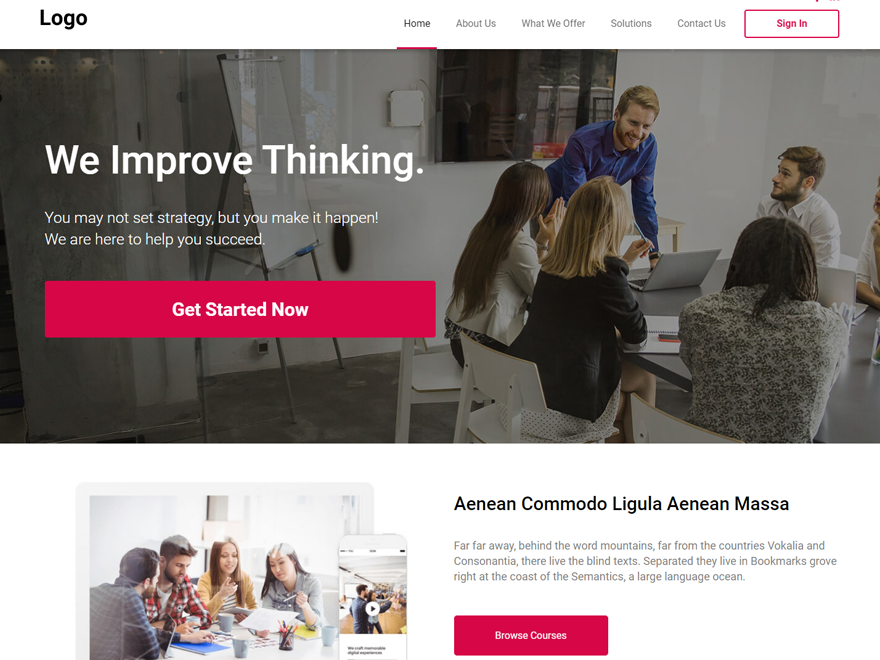 Logo
Home
About Us
What We Offer
Solutions
Contact Us
Sign In
We Improve Thinking.
You may not set strategy, but you make it happen!
We are here to help you succeed.
Get Started Now
Aenean Commodo Ligula Aenean Massa
Far far away, behind the word mountains, far from the countries Vokalia and
Consonantia, there live the blind texts. Separated they live in Bookmarks grove
right at the coast of the Semantics, a large language ocean.
We craft memorable
digital experiences
Browse Courses